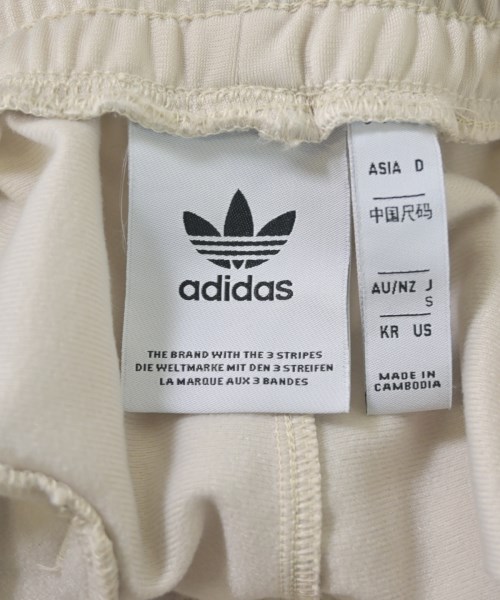 adidas
THE BRAND WITH THE 3 STRIPES
DIE WELTMARKE MIT DEN 3 STREIFEN
LA MARQUE AUX 3 BANDES
ASIA D
中国尺码
AU/NZ J
S
KR US
MADE IN
CAMBODIA